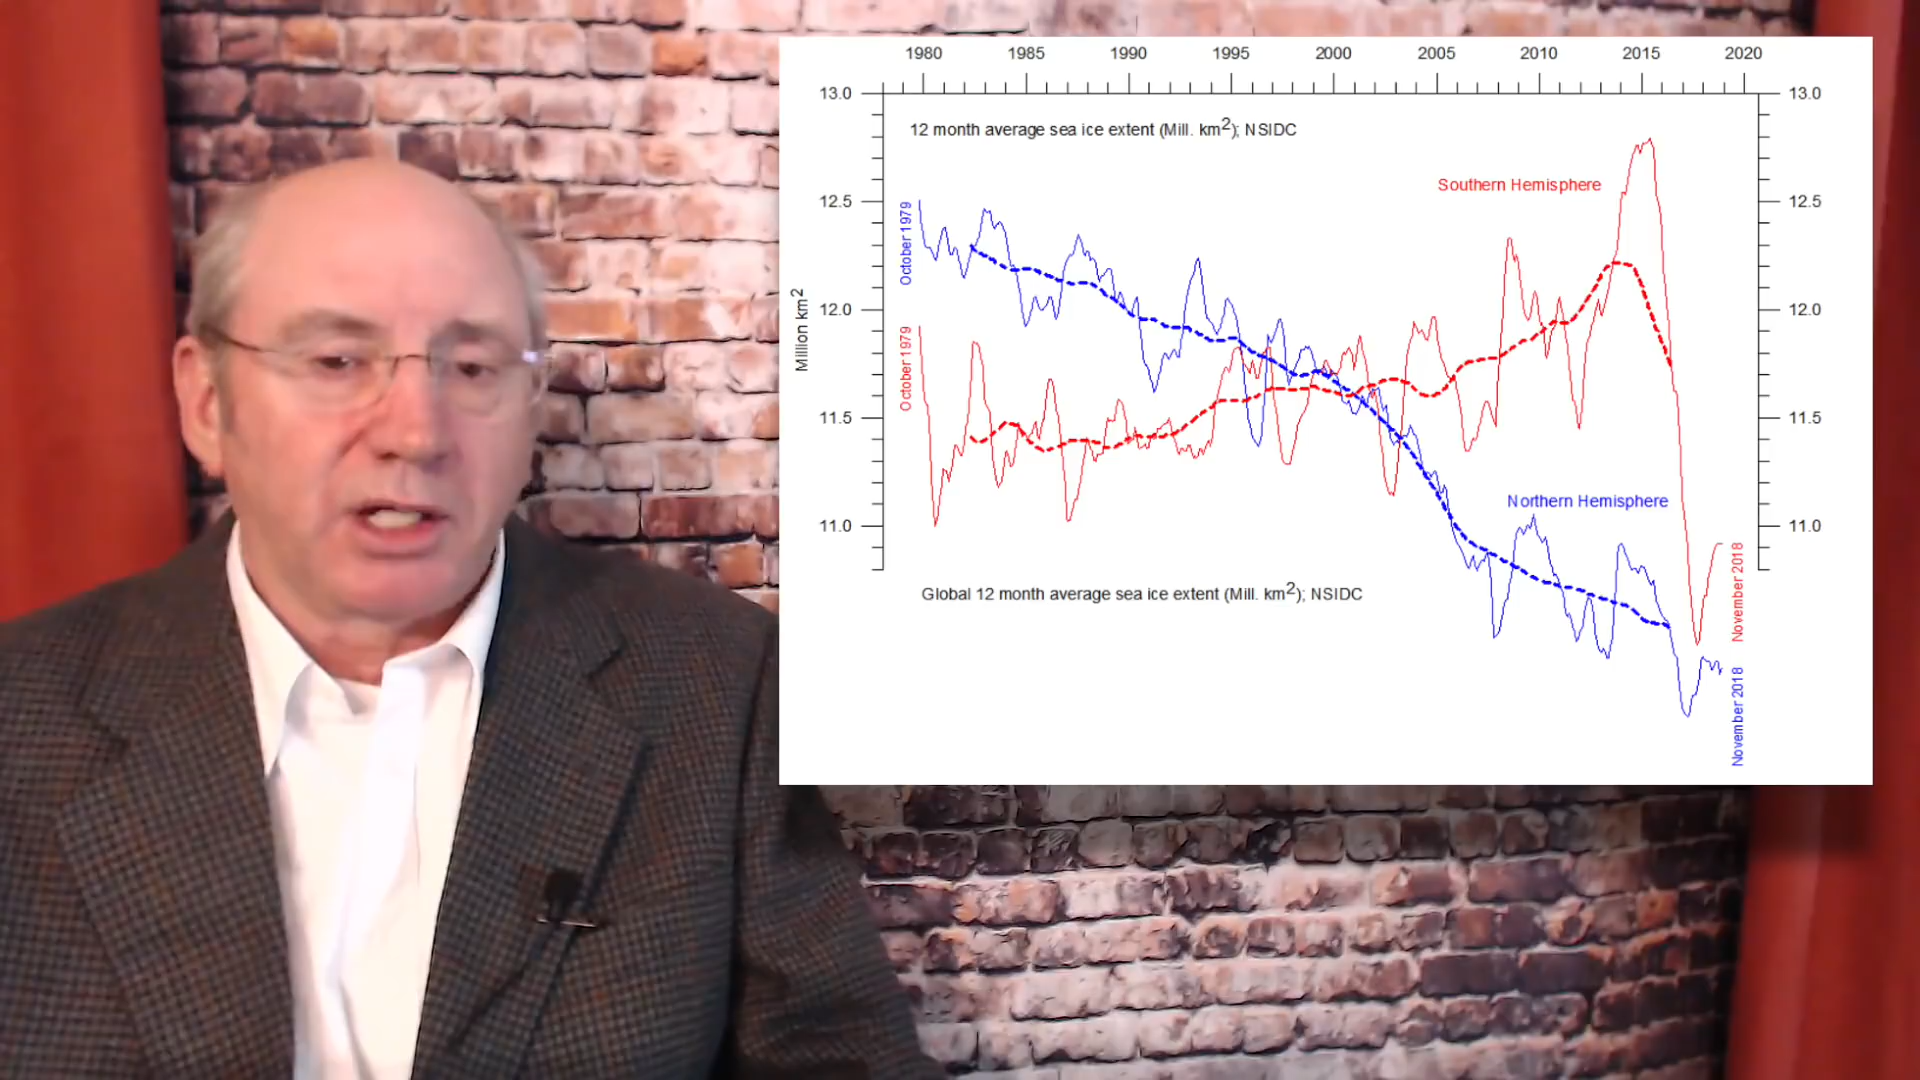 1980 1985 1990 1995 2000 2005 2010 2015 2020
13.0 13.0
12 month average sea ice extent (Mill. km2); NSIDC
Southern Hemisphere
12.5 12.5
October 1979
Million km2
12.0 12.0
October 1979
11.5 11.5
Northern Hemisphere
11.0 11.0
November 2018
Global 12 month average sea ice extent (Mill. km2); NSIDC
November 2018